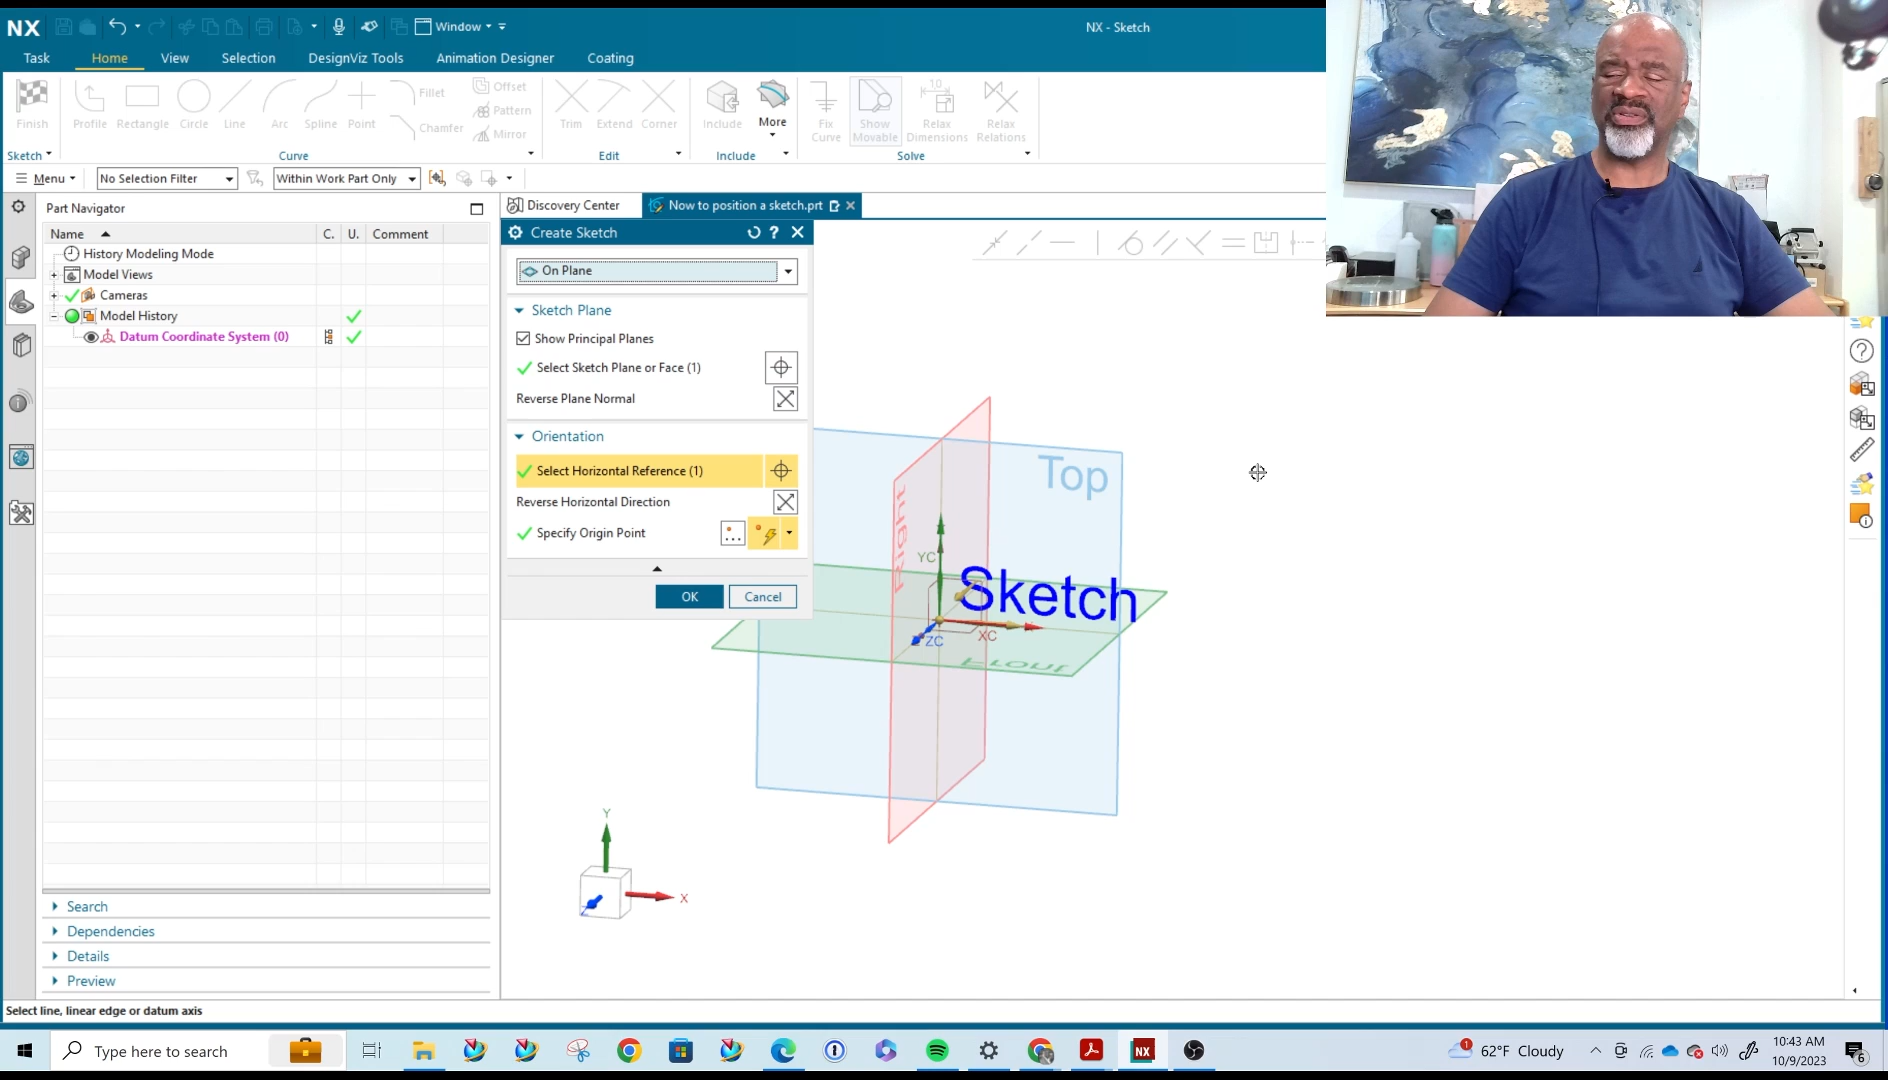 NX
Window
NX - Sketch
Task
Home
View
Selection
DesignViz Tools
Animation Designer
Coating
Finish
Profile
Rectangle
Circle
Line
Arc
Spline
Point
Fillet
Chamfer
Offset
Pattern
Mirror
Trim
Extend
Corner
Include
More
Fix
Curve
Show
Movable
10
Relax
Dimensions
Relax
Relations
Sketch
Curve
Edit
Include
Solve
Menu
No Selection Filter
Within Work Part Only
Part Navigator
Discovery Center
Now to position a sketch.prt
Name
C.
U.
Comment
History Modeling Mode
Model Views
Cameras
Model History
Datum Coordinate System (0)
Create Sketch
On Plane
Sketch Plane
Show Principal Planes
Select Sketch Plane or Face (1)
Reverse Plane Normal
Orientation
Select Horizontal Reference (1)
Reverse Horizontal Direction
Specify Origin Point
OK
Cancel
Top
Right
YC
Sketch
XC
ZC
Front
Y
X
Z
Search
Dependencies
Details
Preview
Select line, linear edge or datum axis
Type here to search
NX
1
62°F Cloudy
10:43 AM
10/9/2023
6